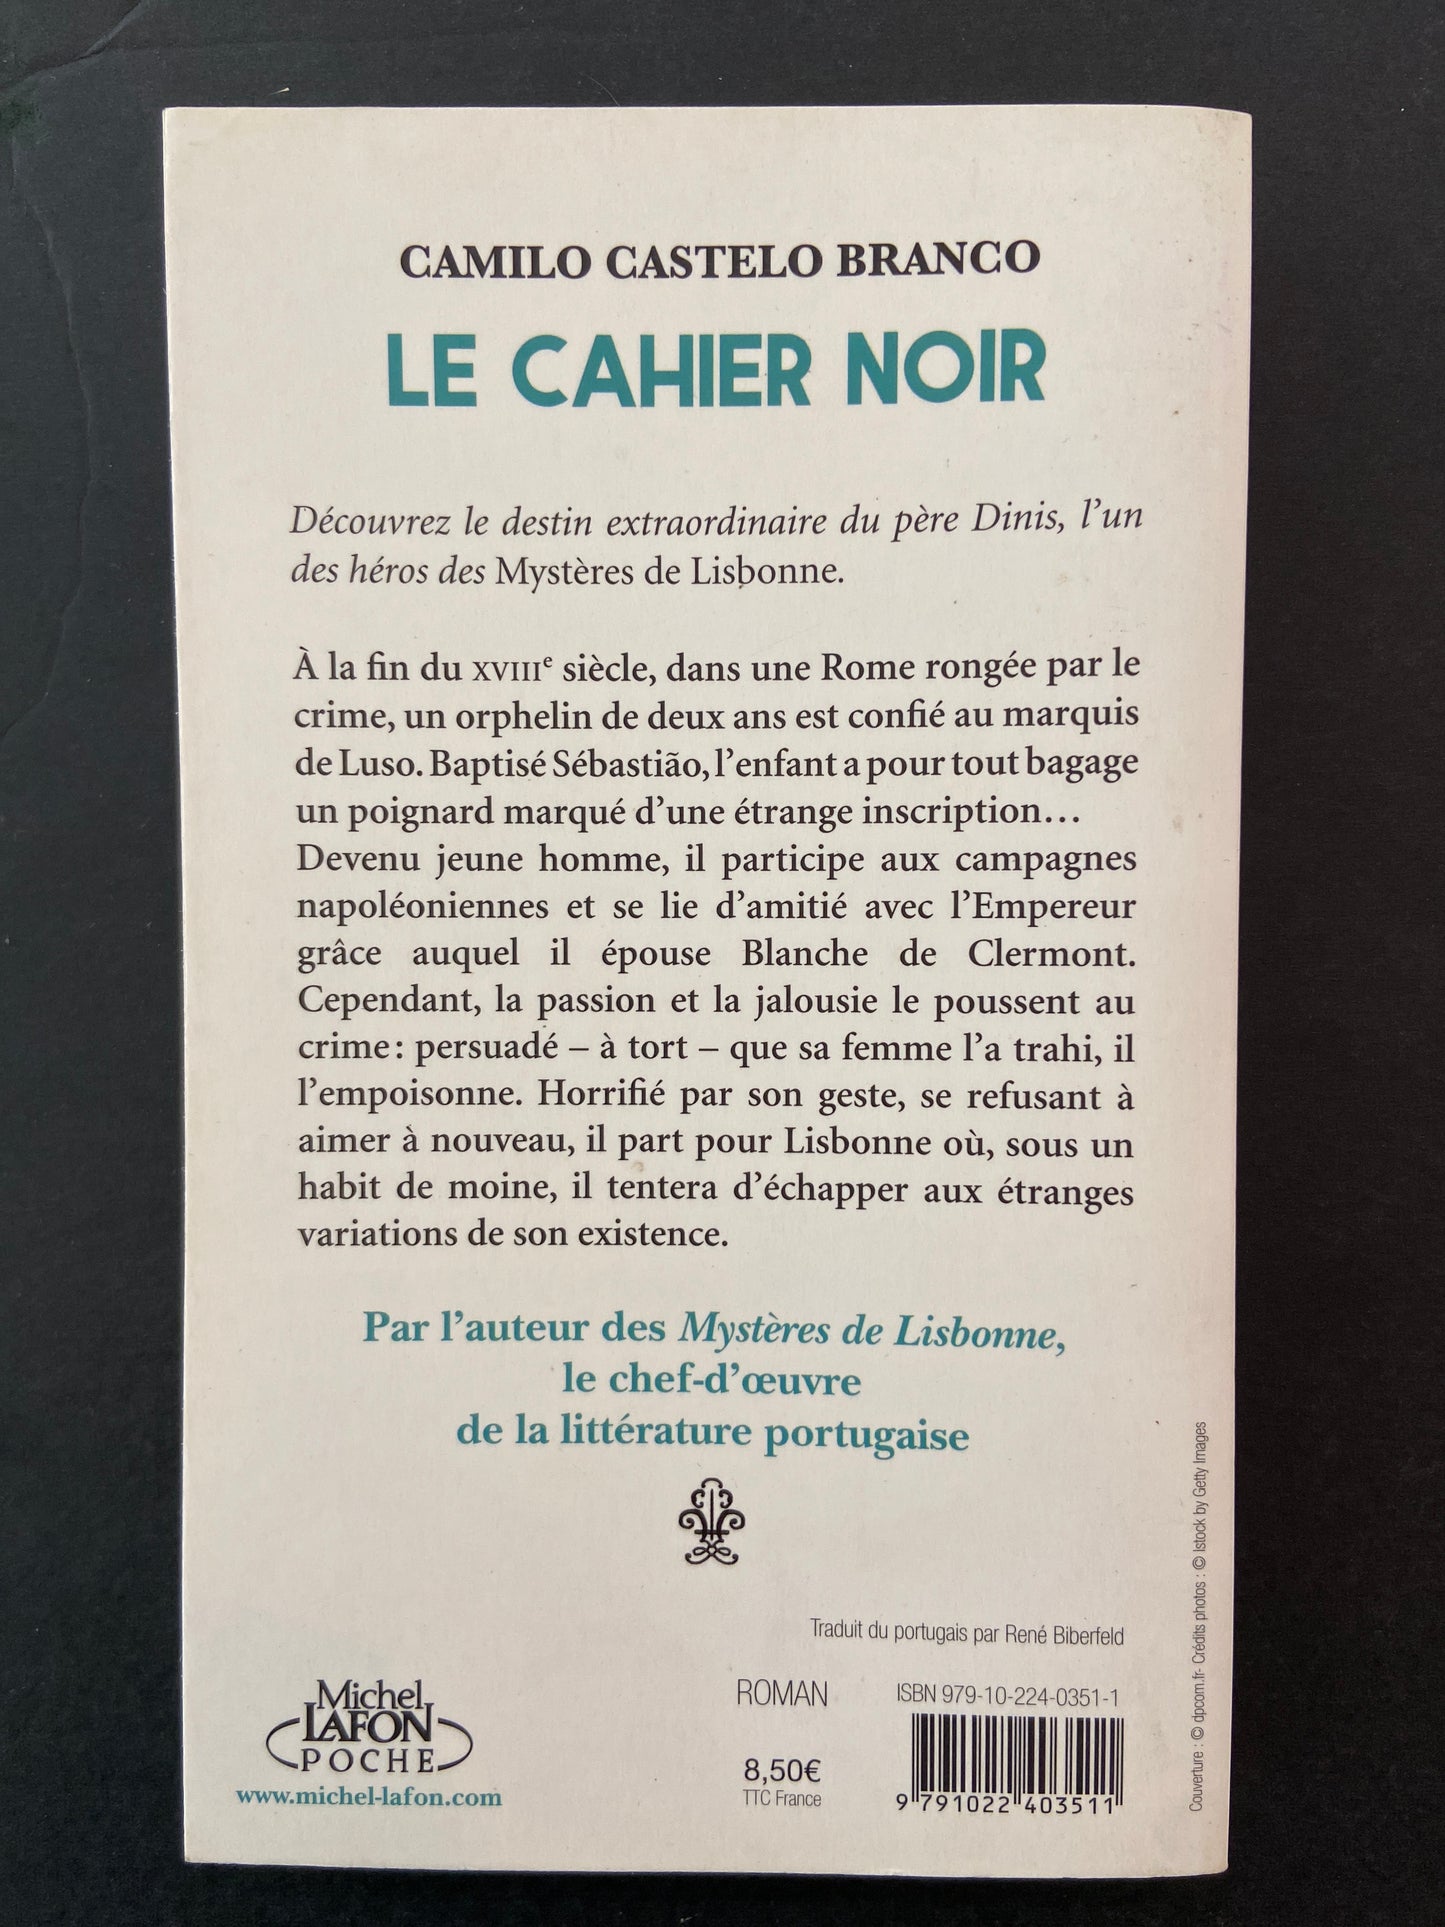 CAMILO CASTELO BRANCO
LE CAHIER NOIR
Découvrez le destin extraordinaire du père Dinis, l'un
des héros des Mystères de Lisbonne.
À la fin du XVIIIe siècle, dans une Rome rongée par le
crime, un orphelin de deux ans est confié au marquis
de Luso. Baptisé Sébastião, l'enfant a pour tout bagage
un poignard marqué d'une étrange inscription…
Devenu jeune homme, il participe aux campagnes
napoléoniennes et se lie d'amitié avec l'Empereur
grâce auquel il épouse Blanche de Clermont.
Cependant, la passion et la jalousie le poussent au
crime : persuadé – à tort – que sa femme l'a trahi, il
l'empoisonne. Horrifié par son geste, se refusant à
aimer à nouveau, il part pour Lisbonne où, sous un
habit de moine, il tentera d'échapper aux étranges
variations de son existence.
Par l'auteur des Mystères de Lisbonne,
le chef-d'œuvre
de la littérature portugaise
Traduit du portugais par René Biberfeld
Michel
LAFON
POCHE
www.michel-lafon.com
ROMAN
8,50€
TTC France
ISBN 979-10-224-0351-1
9 791022 403511
Couverture : © dpcom.fr- Crédits photos : © Istock by Getty Images